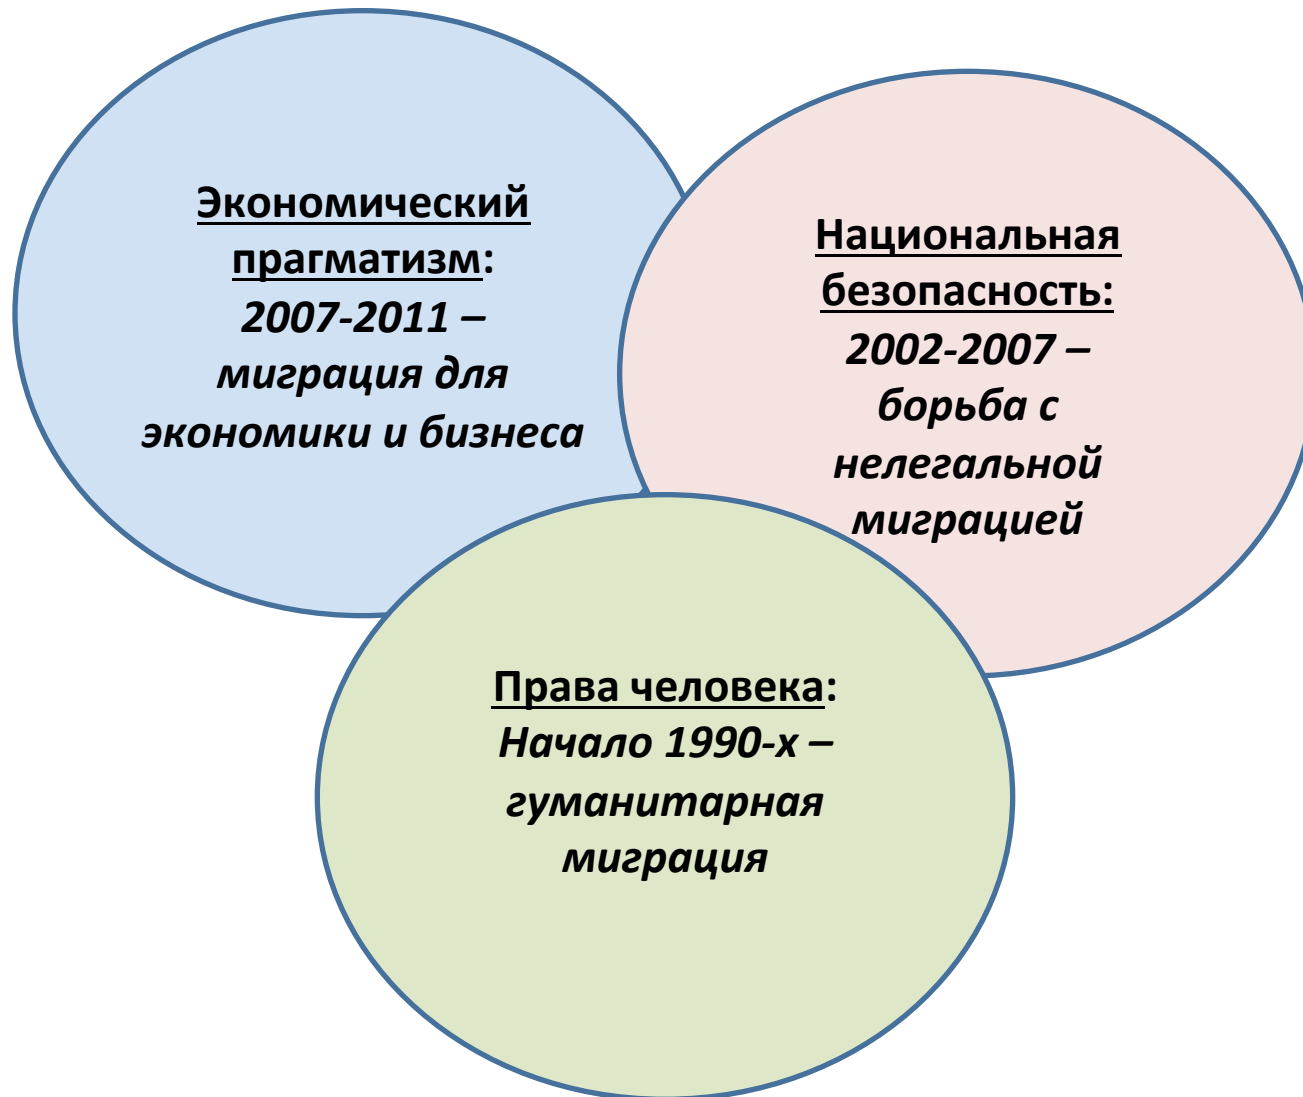 Экономический
прагматизм:
2007-2011 –
миграция для
экономики и бизнеса
Национальная
безопасность:
2002-2007 –
борьба с
нелегальной
миграцией
Права человека:
Начало 1990-х –
гуманитарная
миграция